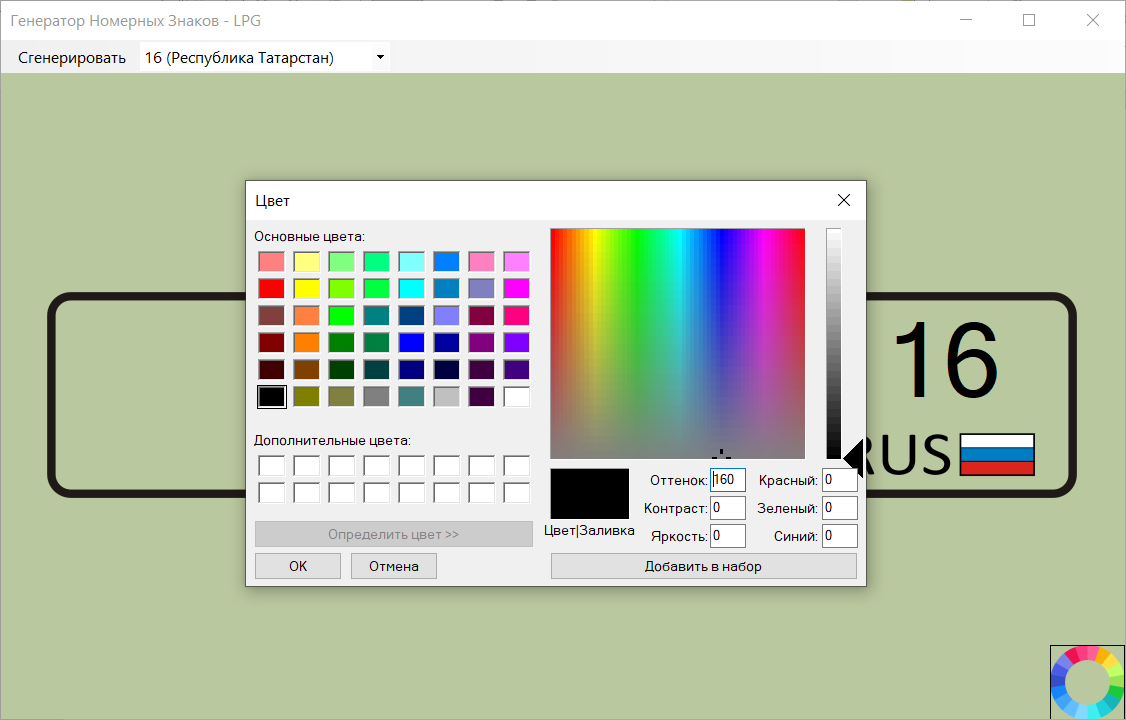 Генератор Номерных Знаков - LPG
Сгенерировать 16 (Республика Татарстан)
Цвет
Основные цвета:
Дополнительные цвета:
Определить цвет >>
OK Отмена
Цвет|Заливка
Оттенок: 160 Красный: 0
Контраст: 0 Зеленый: 0
Яркость: 0 Синий: 0
Добавить в набор
16
RUS